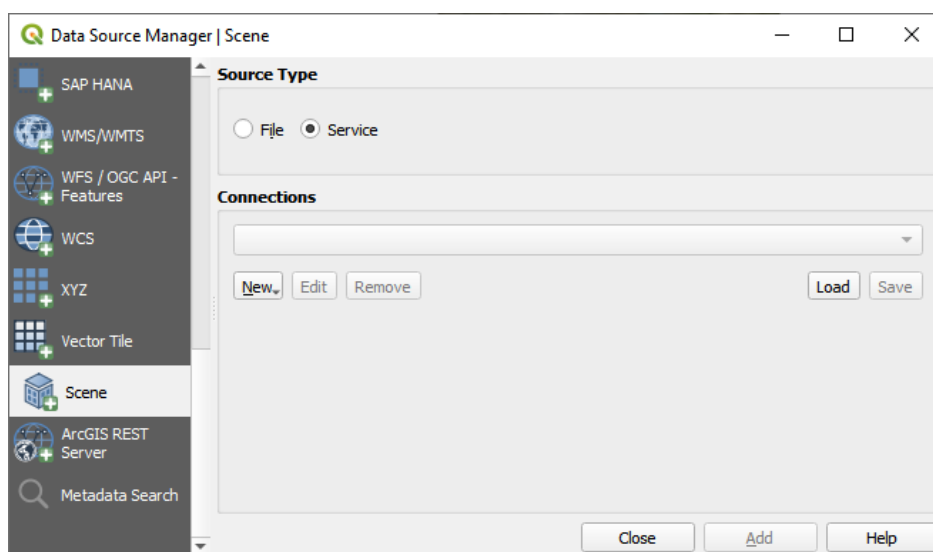 Data Source Manager | Scene
SAP HANA
WMS/WMTS
WFS / OGC API -
Features
WCS
XYZ
Vector Tile
Scene
ArcGIS REST
Server
Metadata Search
Source Type
File Service
Connections
New Edit Remove Load Save
Close Add Help